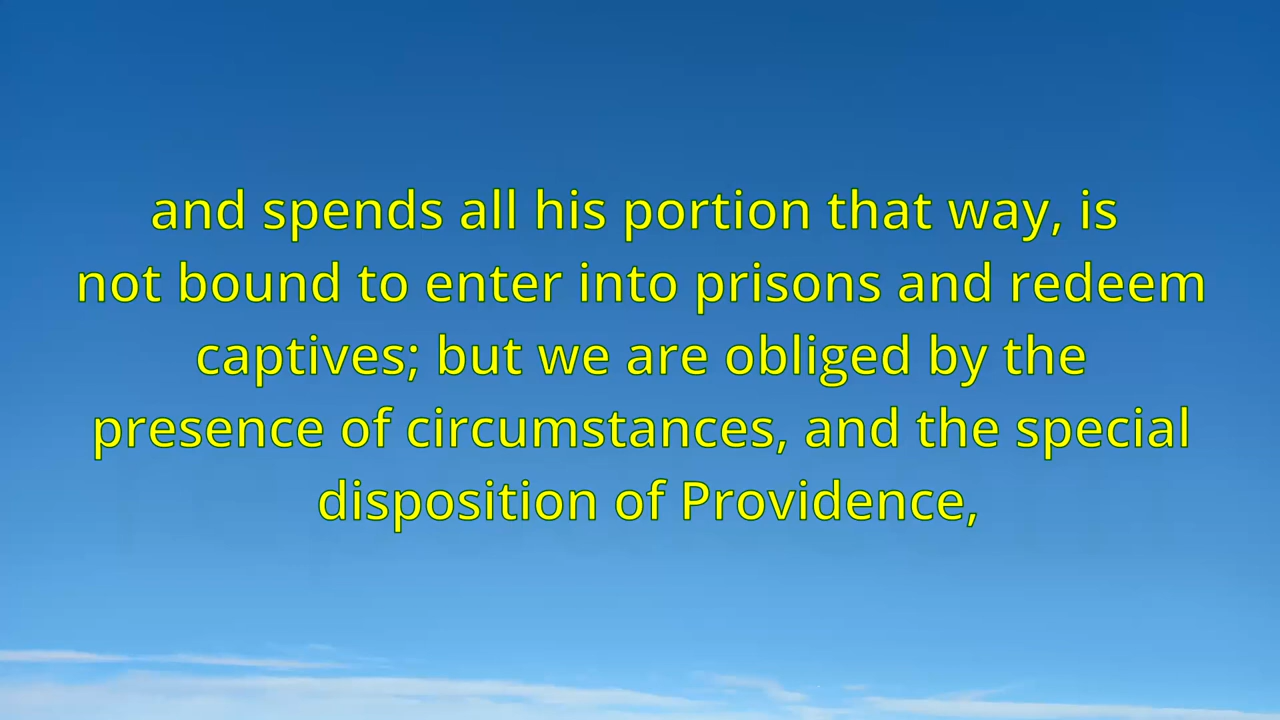 and spends all his portion that way, is
not bound to enter into prisons and redeem
captives; but we are obliged by the
presence of circumstances, and the special
disposition of Providence,